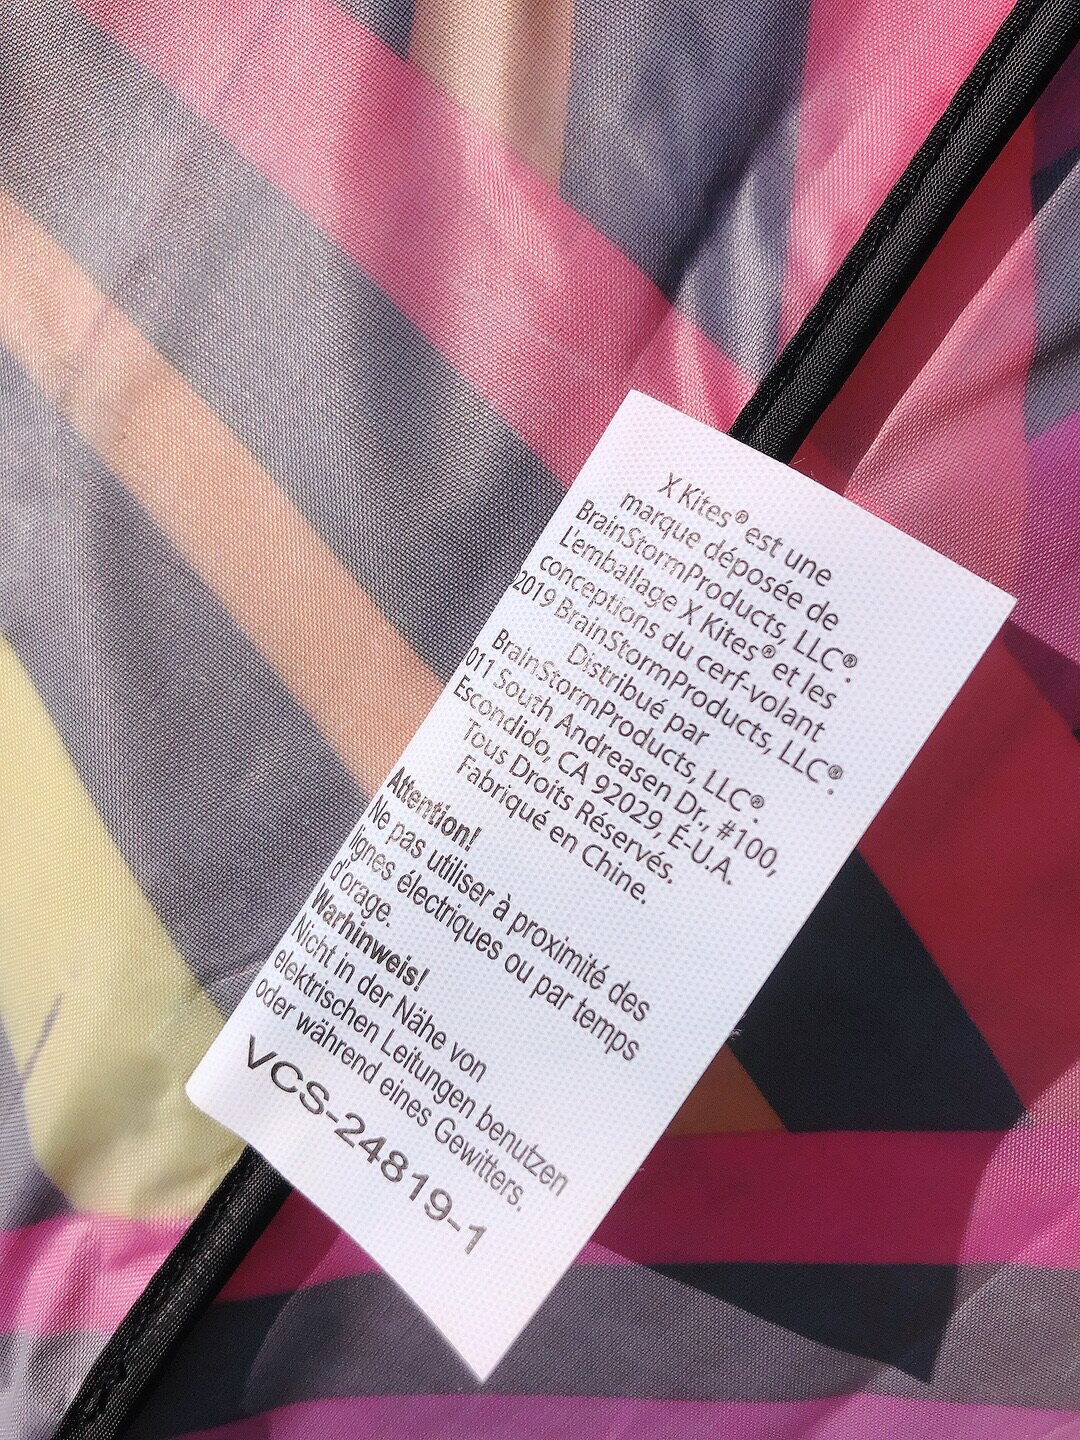 X Kites® est une
marque déposée de
BrainStormProducts, LLC®.
L'emballage X Kites® et les
conceptions du cerf-volant
2019 BrainStormProducts, LLC®.
Distribué par
BrainStormProducts, LLC®
011 South Andreasen Dr., #100,
Escondido, CA 92029, É-U.A.
Tous Droits Réservés.
Fabriqué en Chine.
Attention!
Ne pas utiliser à proximité des
lignes électriques ou par temps
d'orage.
Warhinweis!
Nicht in der Nähe von
elektrischen Leitungen benutzen
oder während eines Gewitters.
VCS-24819-1